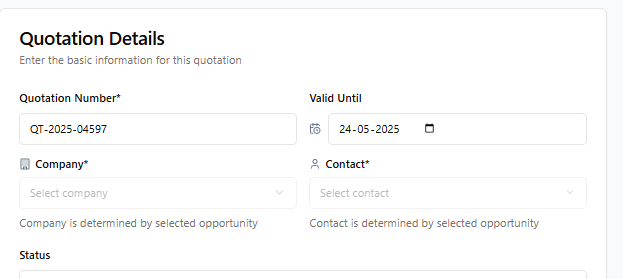 Quotation Details
Enter the basic information for this quotation
Quotation Number*
Valid Until
QT-2025-04597
24-05-2025
Company*
Contact*
Select company
Select contact
Company is determined by selected opportunity
Contact is determined by selected opportunity
Status